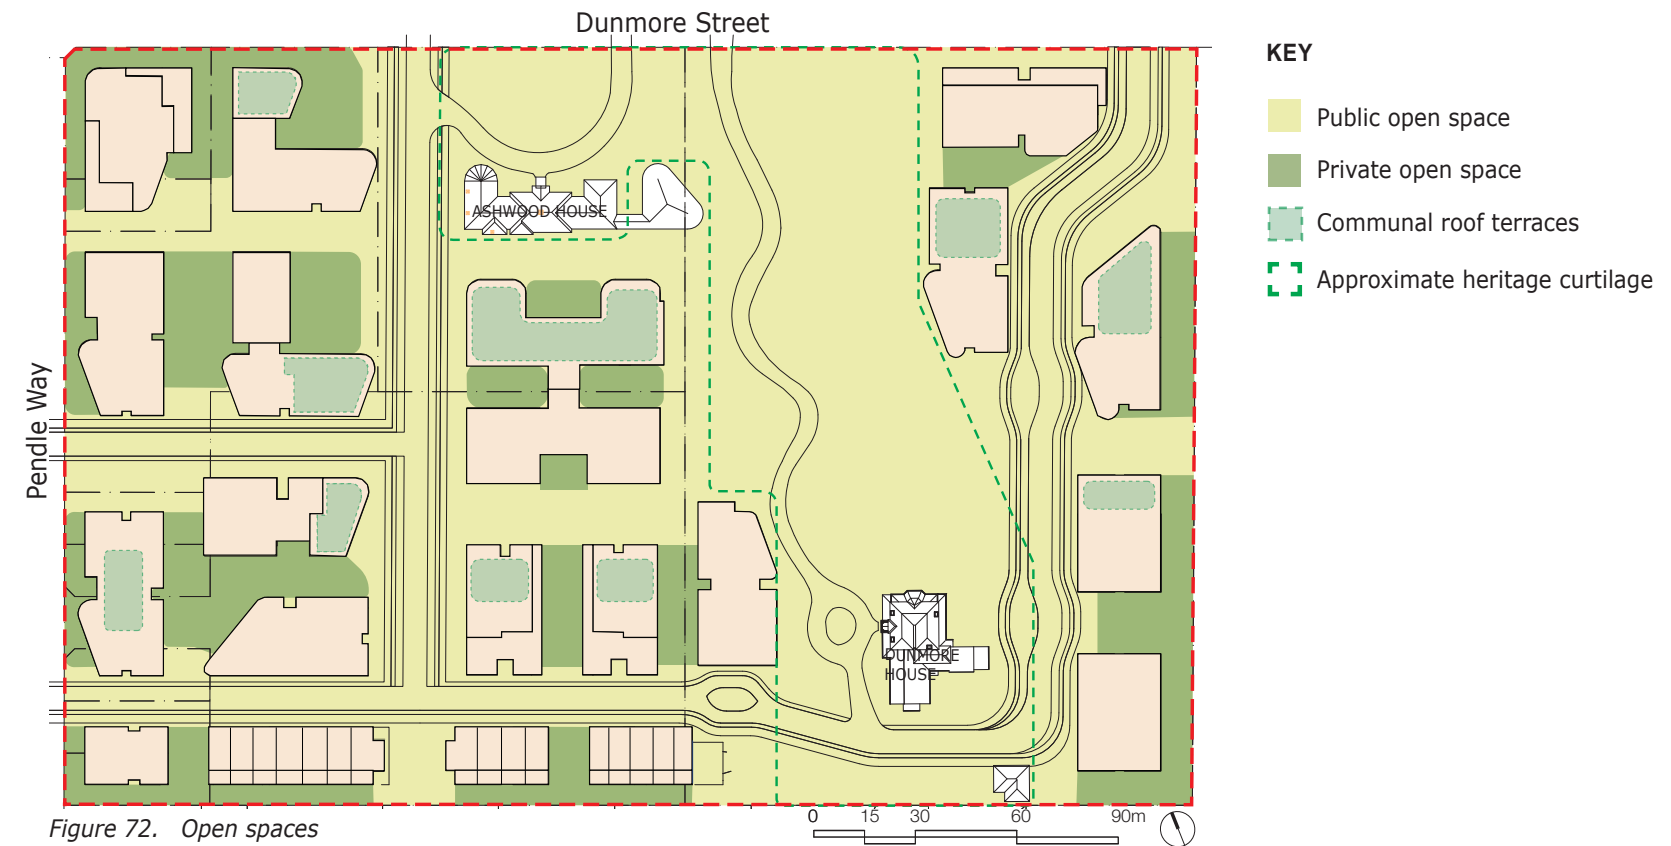 Dunmore Street
KEY
Public open space
Private open space
Communal roof terraces
Approximate heritage curtilage
ASHWOOD HOUSE
Pendle Way
DUNMORE
HOUSE
0 15 30 60 90m
Figure 72. Open spaces